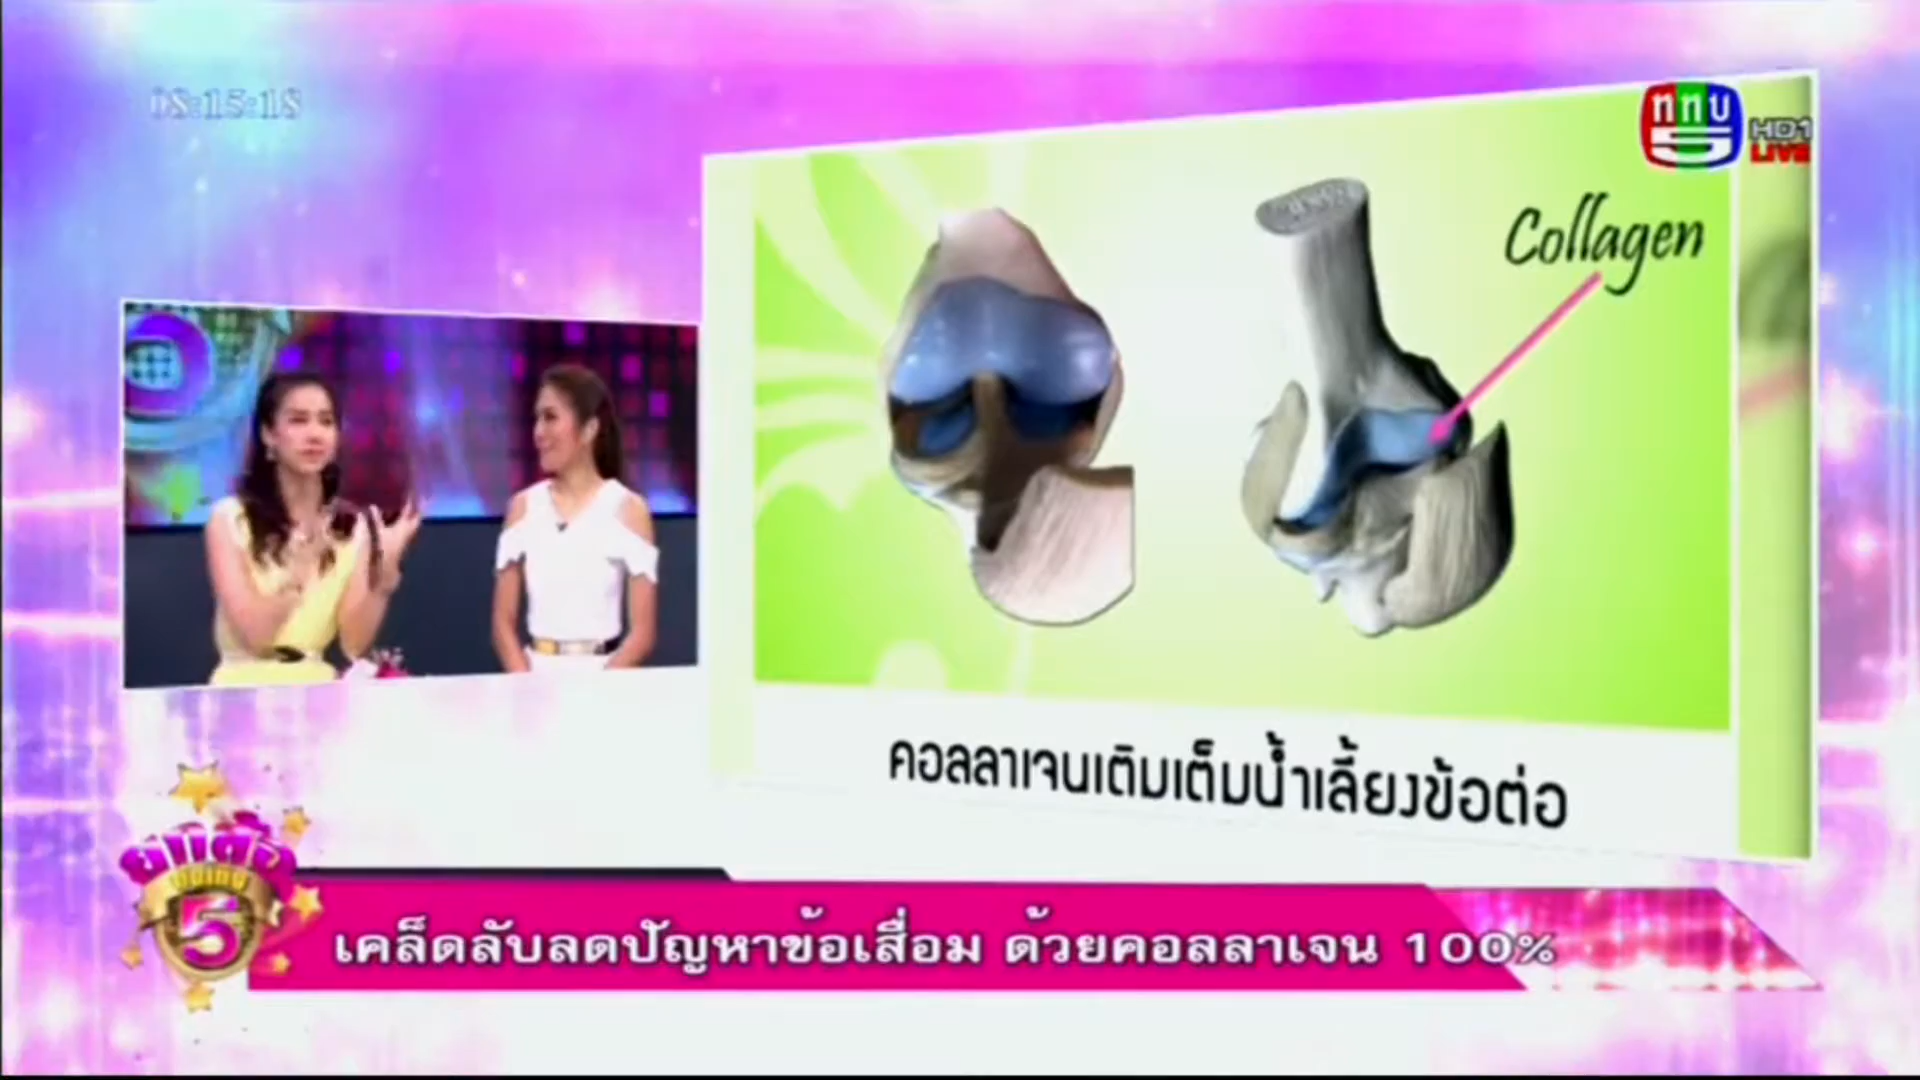 08:15:18
ททบ
5
HD1
LIVE
Collagen
คอลลาเจนเติมเต็มน้ำเลี้ยงข้อต่อ
5
เคล็ดลับลดปัญหาข้อเสื่อม ด้วยคอลลาเจน 100%